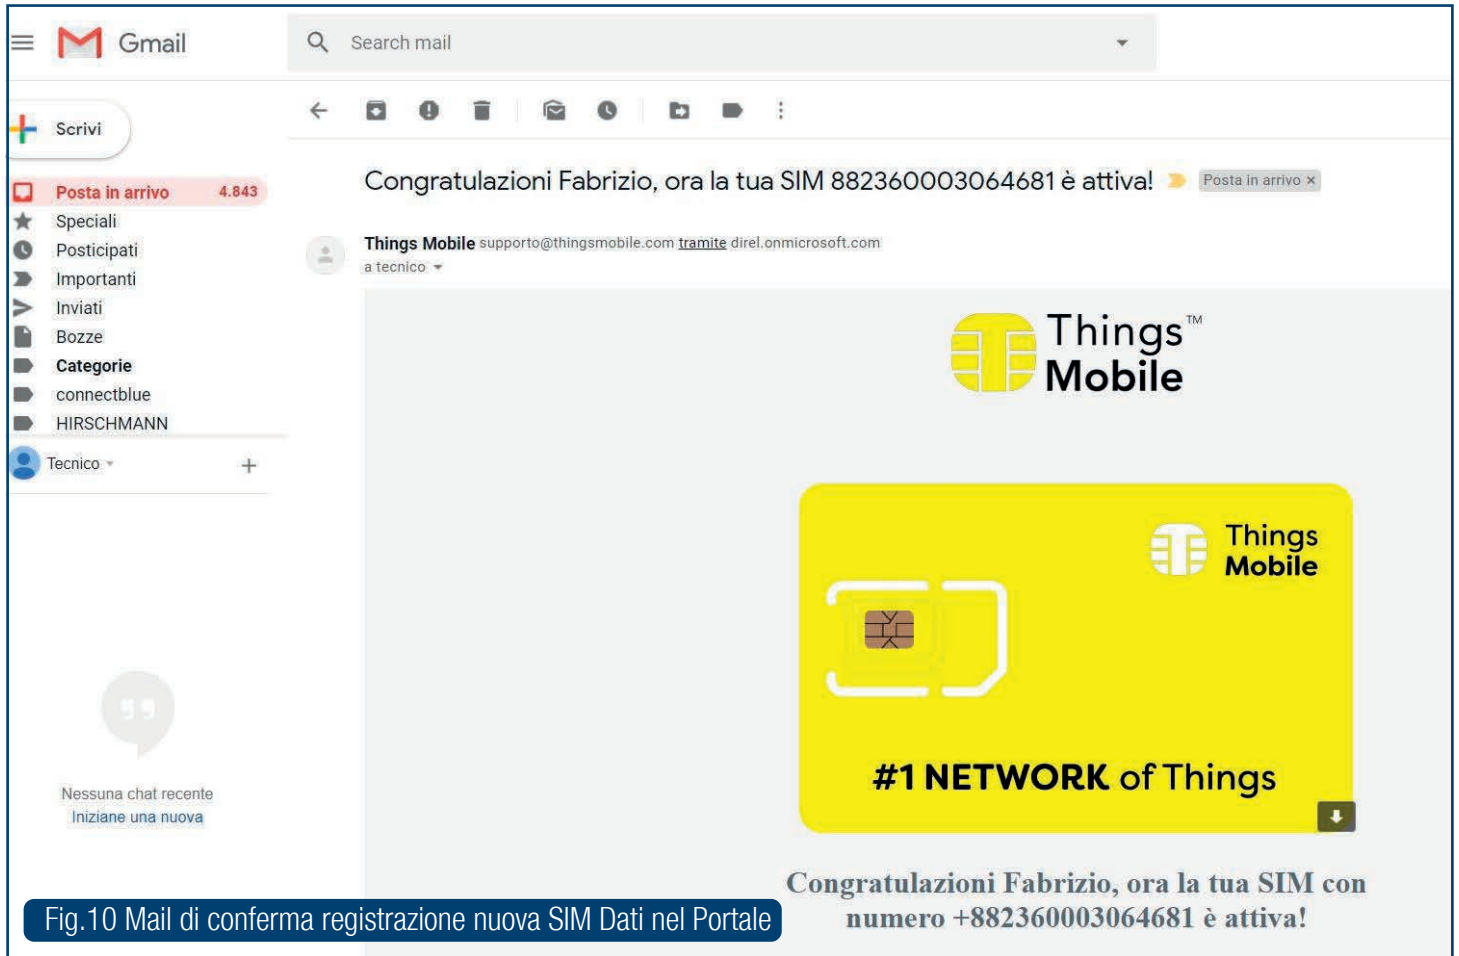 Gmail
Search mail
Scrivi
Posta in arrivo 4.843
Speciali
Posticipati
Importanti
Inviati
Bozze
Categorie
connectblue
HIRSCHMANN
Tecnico
Nessuna chat recente
Iniziane una nuova
Congratulazioni Fabrizio, ora la tua SIM 882360003064681 è attiva! Posta in arrivo x
Things Mobile supporto@thingsmobile.com tramite direl.onmicrosoft.com
a tecnico
Things™
Mobile
Things
Mobile
#1 NETWORK of Things
Congratulazioni Fabrizio, ora la tua SIM con
numero +882360003064681 è attiva!
Fig.10 Mail di conferma registrazione nuova SIM Dati nel Portale